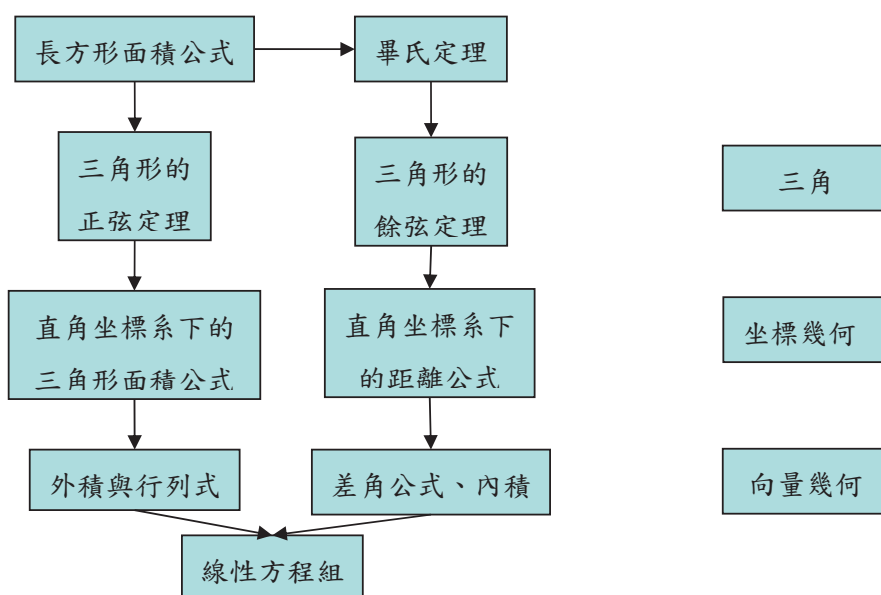 長方形面積公式
畢氏定理
三角形的
正弦定理
三角形的
餘弦定理
三角
直角坐標系下的
三角形面積公式
直角坐標系下
的距離公式
坐標幾何
外積與行列式
差角公式、內積
向量幾何
線性方程組